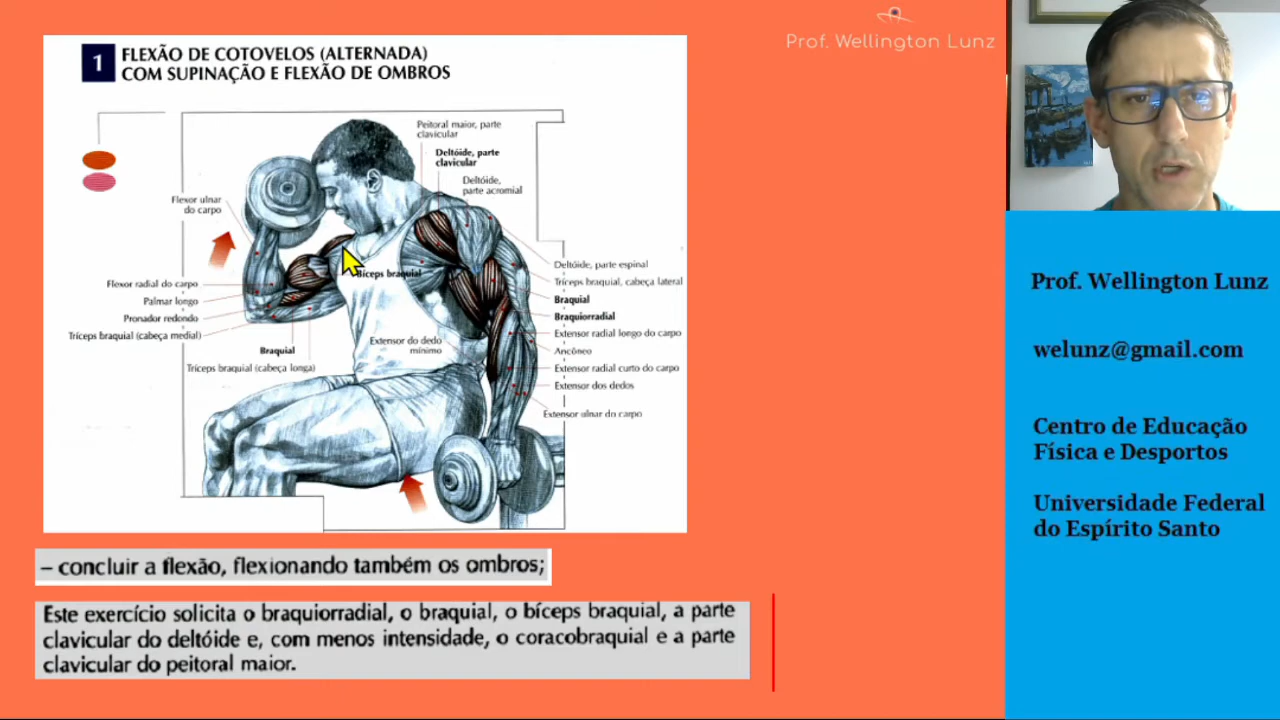 Prof. Wellington Lunz
1
FLEXÃO DE COTOVELOS (ALTERNADA)
COM SUPINAÇÃO E FLEXÃO DE OMBROS
Peitoral maior, parte
clavicular
Deltóide, parte
clavicular
Deltóide,
parte acromial
Flexor ulnar
do carpo
Flexor radial do carpo
Palmar longo
Pronador redondo
Tríceps braquial (cabeça medial)
Braquial
Tríceps braquial (cabeça longa)
Bíceps braquial
Extensor do dedo
mínimo
Deltóide, parte espinal
Tríceps braquial, cabeça lateral
Braquial
Braquiorradial
Extensor radial longo do carpo
Ancôneo
Extensor radial curto do carpo
Extensor dos dedos
Extensor ulnar do carpo
– concluir a flexão, flexionando também os ombros;
Este exercício solicita o braquiorradial, o braquial, o bíceps braquial, a parte
clavicular do deltóide e, com menos intensidade, o coracobraquial e a parte
clavicular do peitoral maior.
Prof. Wellington Lunz
welunz@gmail.com
Centro de Educação
Física e Desportos
Universidade Federal
do Espírito Santo